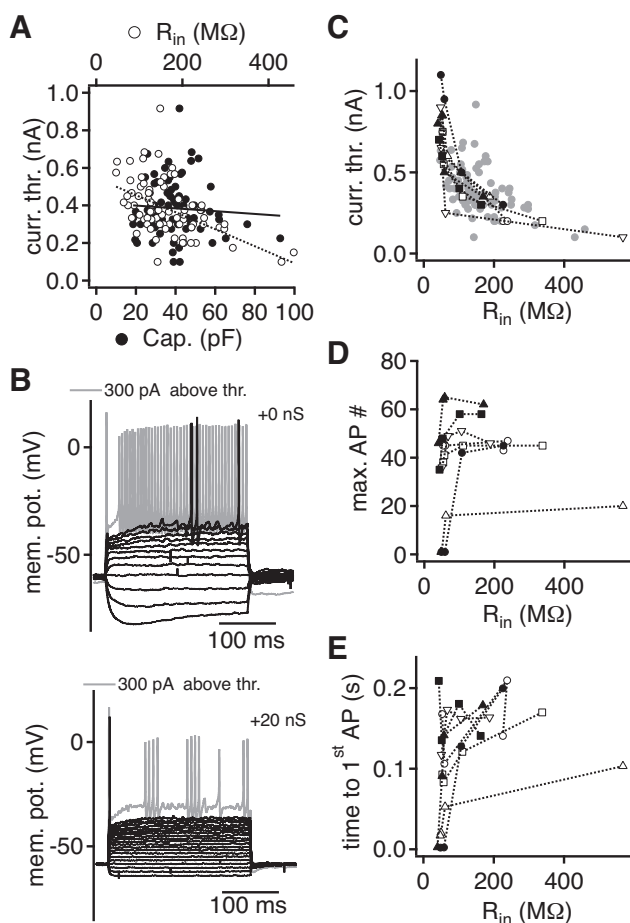 A
○ R_in (MΩ)
0 200 400
curr. thr. (nA)
1.0
0.8
0.6
0.4
0.2
0.0
0 20 40 60 80 100
● Cap. (pF)
B
300 pA above thr.
+0 nS
mem. pot. (mV)
0
-50
100 ms
300 pA above thr.
+20 nS
mem. pot. (mV)
0
-50
100 ms
C
curr. thr. (nA)
1.0
0.5
0.0
0 200 400
R_in (MΩ)
D
max. AP #
80
60
40
20
0
0 200 400
R_in (MΩ)
E
time to 1st AP (s)
0.2
0.1
0.0
0 200 400
R_in (MΩ)